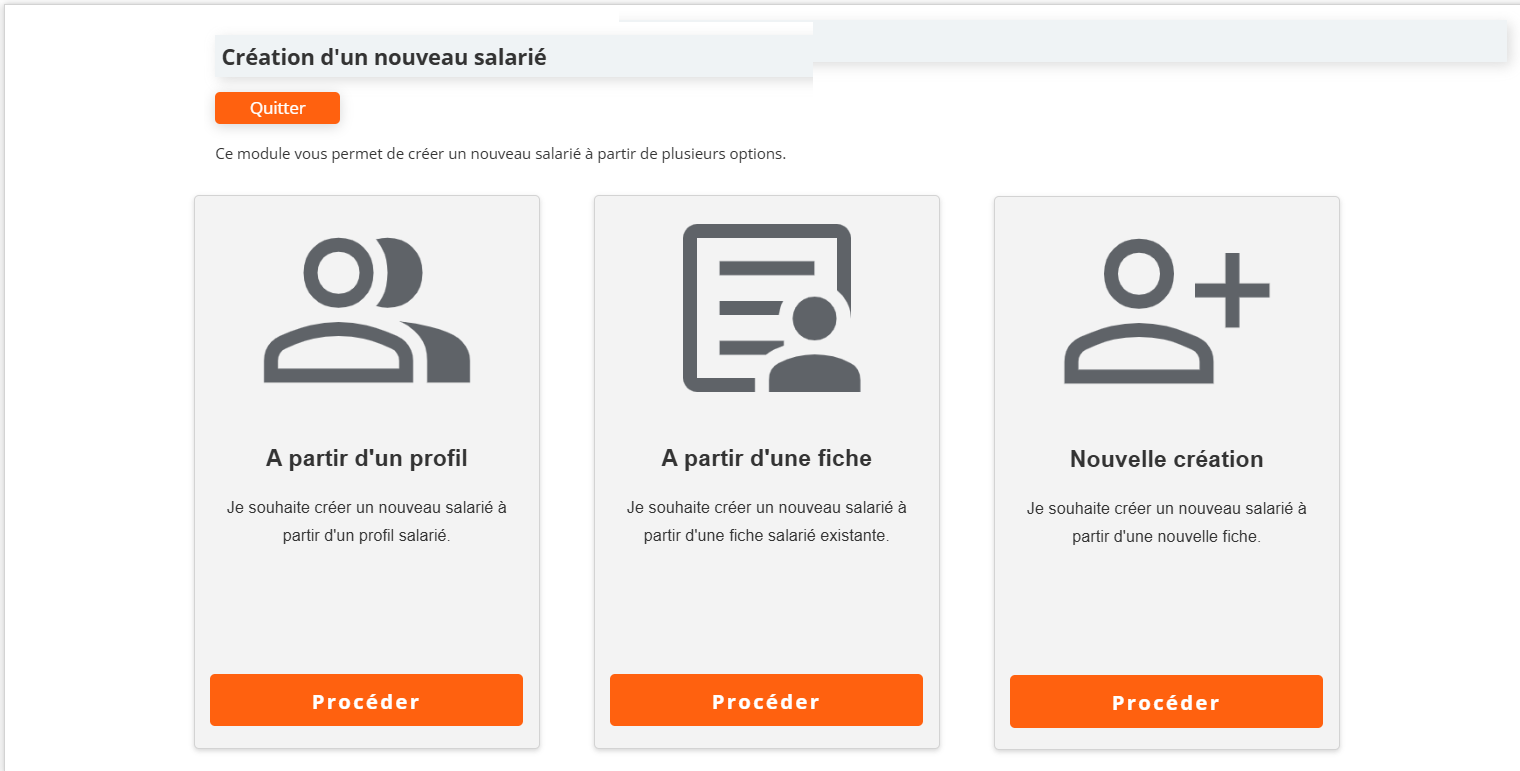 Création d'un nouveau salarié
Quitter
Ce module vous permet de créer un nouveau salarié à partir de plusieurs options.
A partir d'un profil
Je souhaite créer un nouveau salarié à
partir d'un profil salarié.
Procéder
A partir d'une fiche
Je souhaite créer un nouveau salarié à
partir d'une fiche salarié existante.
Procéder
Nouvelle création
Je souhaite créer un nouveau salarié à
partir d'une nouvelle fiche.
Procéder